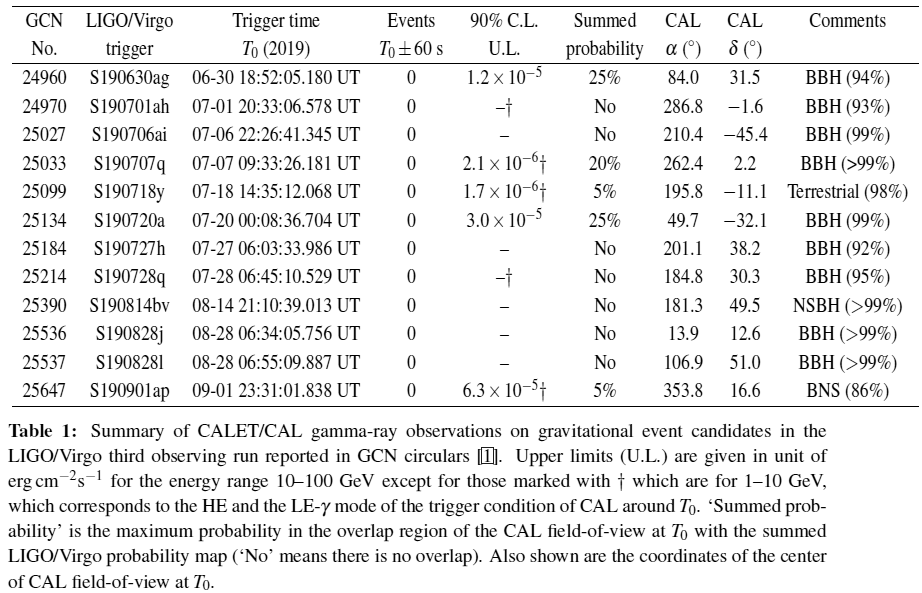 GCN LIGO/Virgo Trigger time Events 90% C.L. Summed CAL CAL Comments
No. trigger T₀ (2019) T₀ ± 60 s U.L. probability α (°) δ (°)
24960 S190630ag 06-30 18:52:05.180 UT 0 1.2 × 10⁻⁵ 25% 84.0 31.5 BBH (94%)
24970 S190701ah 07-01 20:33:06.578 UT 0 –† No 286.8 −1.6 BBH (93%)
25027 S190706ai 07-06 22:26:41.345 UT 0 – No 210.4 −45.4 BBH (99%)
25033 S190707q 07-07 09:33:26.181 UT 0 2.1 × 10⁻⁶† 20% 262.4 2.2 BBH (>99%)
25099 S190718y 07-18 14:35:12.068 UT 0 1.7 × 10⁻⁶† 5% 195.8 −11.1 Terrestrial (98%)
25134 S190720a 07-20 00:08:36.704 UT 0 3.0 × 10⁻⁵ 25% 49.7 −32.1 BBH (99%)
25184 S190727h 07-27 06:03:33.986 UT 0 – No 201.1 38.2 BBH (92%)
25214 S190728q 07-28 06:45:10.529 UT 0 –† No 184.8 30.3 BBH (95%)
25390 S190814bv 08-14 21:10:39.013 UT 0 – No 181.3 49.5 NSBH (>99%)
25536 S190828j 08-28 06:34:05.756 UT 0 – No 13.9 12.6 BBH (>99%)
25537 S190828l 08-28 06:55:09.887 UT 0 – No 106.9 51.0 BBH (>99%)
25647 S190901ap 09-01 23:31:01.838 UT 0 6.3 × 10⁻⁵† 5% 353.8 16.6 BNS (86%)
Table 1: Summary of CALET/CAL gamma-ray observations on gravitational event candidates in the
LIGO/Virgo third observing run reported in GCN circulars [1]. Upper limits (U.L.) are given in unit of
erg cm⁻²s⁻¹ for the energy range 10–100 GeV except for those marked with † which are for 1–10 GeV,
which corresponds to the HE and the LE-γ mode of the trigger condition of CAL around T₀. ‘Summed prob-
ability’ is the maximum probability in the overlap region of the CAL field-of-view at T₀ with the summed
LIGO/Virgo probability map (‘No’ means there is no overlap). Also shown are the coordinates of the center
of CAL field-of-view at T₀.